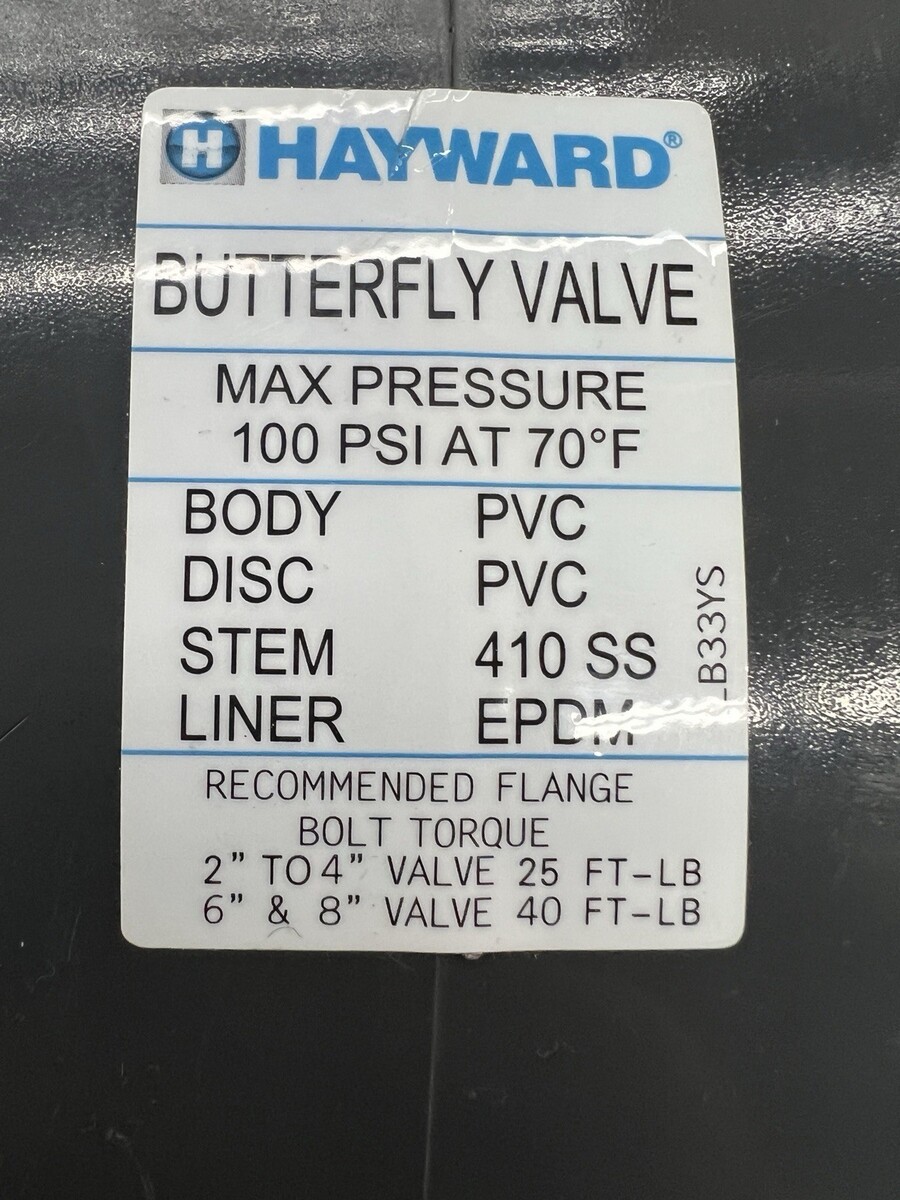 H HAYWARD®
BUTTERFLY VALVE
MAX PRESSURE
100 PSI AT 70°F
BODY PVC
DISC PVC
STEM 410 SS
LINER EPDM
LB33YS
RECOMMENDED FLANGE
BOLT TORQUE
2" TO 4" VALVE 25 FT-LB
6" & 8" VALVE 40 FT-LB